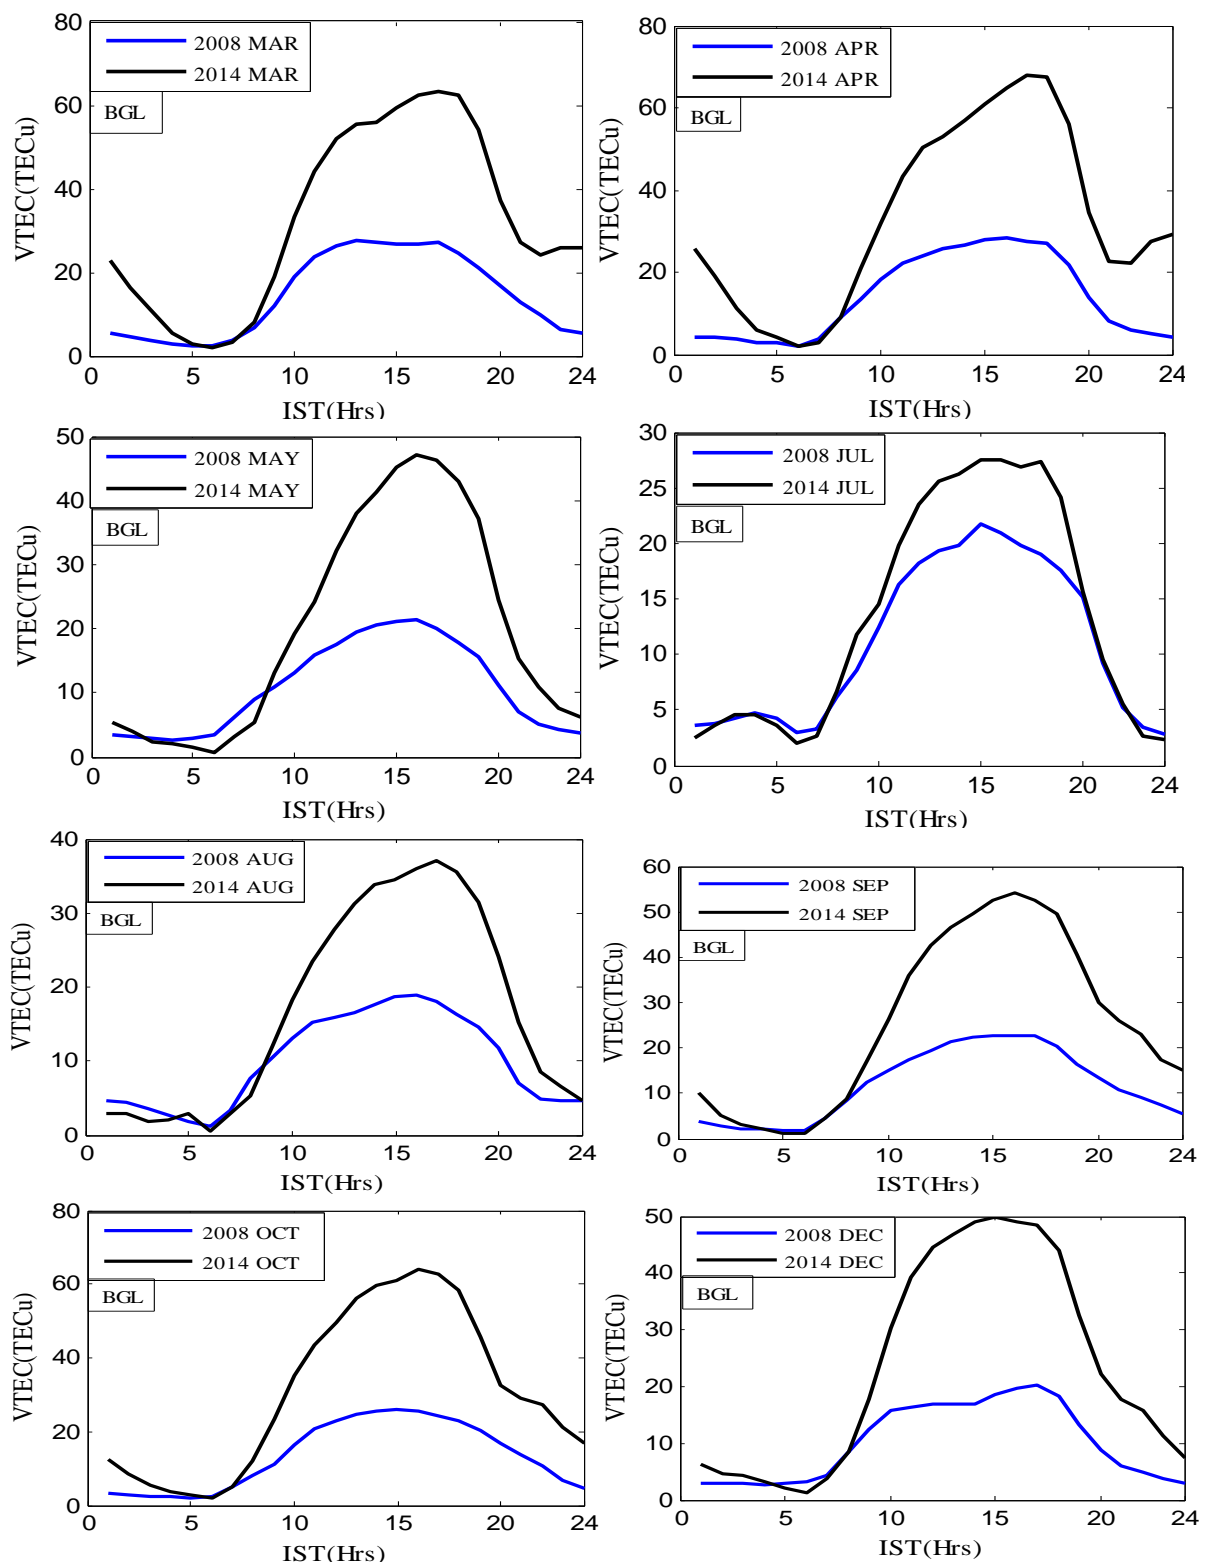 80
60
40
20
0
VTEC(TECu)
2008 MAR
2014 MAR
BGL
0 5 10 15 20 24
IST(Hrs)
80
60
40
20
0
VTEC(TECu)
2008 APR
2014 APR
BGL
0 5 10 15 20 24
IST(Hrs)
50
40
30
20
10
0
VTEC(TECu)
2008 MAY
2014 MAY
BGL
0 5 10 15 20 24
IST(Hrs)
30
25
20
15
10
5
0
VTEC(TECu)
2008 JUL
2014 JUL
BGL
0 5 10 15 20 24
IST(Hrs)
40
30
20
10
0
VTEC(TECu)
2008 AUG
2014 AUG
BGL
0 5 10 15 20 24
IST(Hrs)
60
50
40
30
20
10
0
VTEC(TECu)
2008 SEP
2014 SEP
BGL
0 5 10 15 20 24
IST(Hrs)
80
60
40
20
0
VTEC(TECu)
2008 OCT
2014 OCT
BGL
0 5 10 15 20 24
IST(Hrs)
50
40
30
20
10
0
VTEC(TECu)
2008 DEC
2014 DEC
BGL
0 5 10 15 20 24
IST(Hrs)